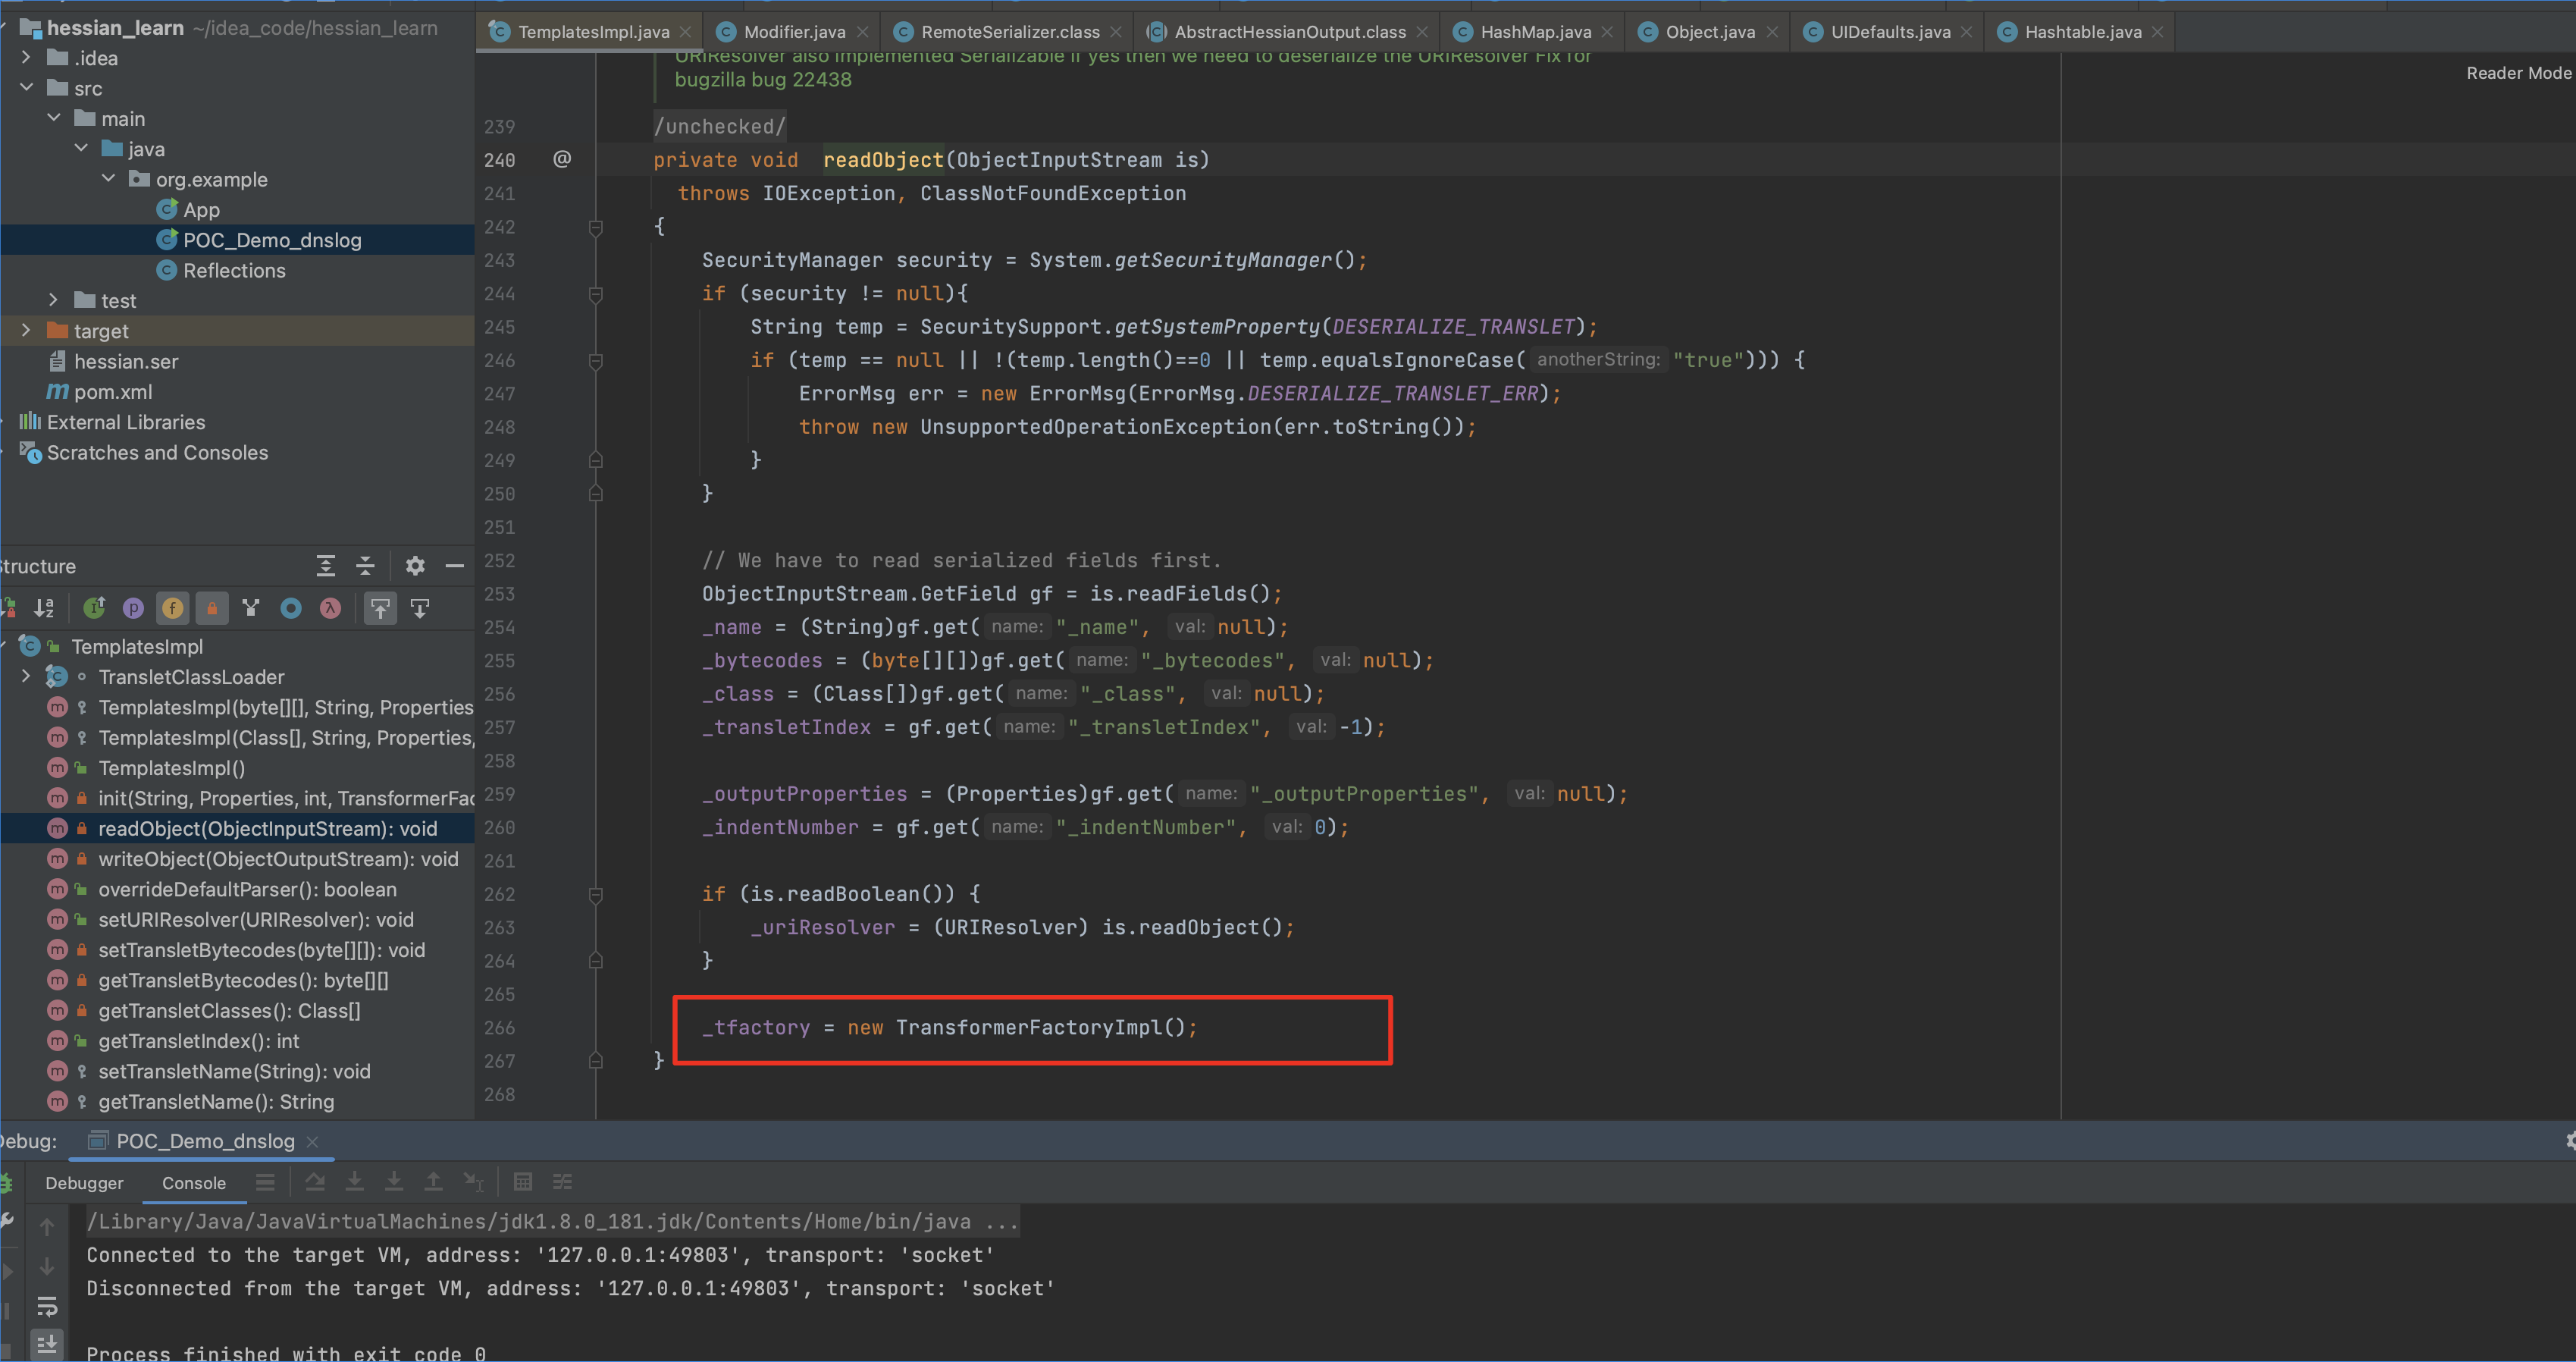 hessian_learn ~/idea_code/hessian_learn
.idea
src
main
java
org.example
App
POC_Demo_dnslog
Reflections
test
target
hessian.ser
pom.xml
External Libraries
Scratches and Consoles
Structure
TemplatesImpl
TransletClassLoader
TemplatesImpl(byte[][], String, Properties
TemplatesImpl(Class[], String, Properties,
TemplatesImpl()
init(String, Properties, int, TransformerFac
readObject(ObjectInputStream): void
writeObject(ObjectOutputStream): void
overrideDefaultParser(): boolean
setURIResolver(URIResolver): void
setTransletBytecodes(byte[][]): void
getTransletBytecodes(): byte[][]
getTransletClasses(): Class[]
getTransletIndex(): int
setTransletName(String): void
getTransletName(): String
TemplatesImpl.java Modifier.java RemoteSerializer.class AbstractHessianOutput.class HashMap.java Object.java UIDefaults.java Hashtable.java
Reader Mode
URIResolver also implemented Serializable if yes then we need to deserialize the URIResolver Fix for
bugzilla bug 22438
239 /unchecked/
240 @ private void readObject(ObjectInputStream is)
241 throws IOException, ClassNotFoundException
242 {
243 SecurityManager security = System.getSecurityManager();
244 if (security != null){
245 String temp = SecuritySupport.getSystemProperty(DESERIALIZE_TRANSLET);
246 if (temp == null || !(temp.length()==0 || temp.equalsIgnoreCase( anotherString: "true"))) {
247 ErrorMsg err = new ErrorMsg(ErrorMsg.DESERIALIZE_TRANSLET_ERR);
248 throw new UnsupportedOperationException(err.toString());
249 }
250 }
251
252 // We have to read serialized fields first.
253 ObjectInputStream.GetField gf = is.readFields();
254 _name = (String)gf.get( name: "_name", val: null);
255 _bytecodes = (byte[][])gf.get( name: "_bytecodes", val: null);
256 _class = (Class[])gf.get( name: "_class", val: null);
257 _transletIndex = gf.get( name: "_transletIndex", val: -1);
258
259 _outputProperties = (Properties)gf.get( name: "_outputProperties", val: null);
260 _indentNumber = gf.get( name: "_indentNumber", val: 0);
261
262 if (is.readBoolean()) {
263 _uriResolver = (URIResolver) is.readObject();
264 }
265
266 _tfactory = new TransformerFactoryImpl();
267 }
268
Debug: POC_Demo_dnslog
Debugger Console
/Library/Java/JavaVirtualMachines/jdk1.8.0_181.jdk/Contents/Home/bin/java ...
Connected to the target VM, address: '127.0.0.1:49803', transport: 'socket'
Disconnected from the target VM, address: '127.0.0.1:49803', transport: 'socket'
Process finished with exit code 0